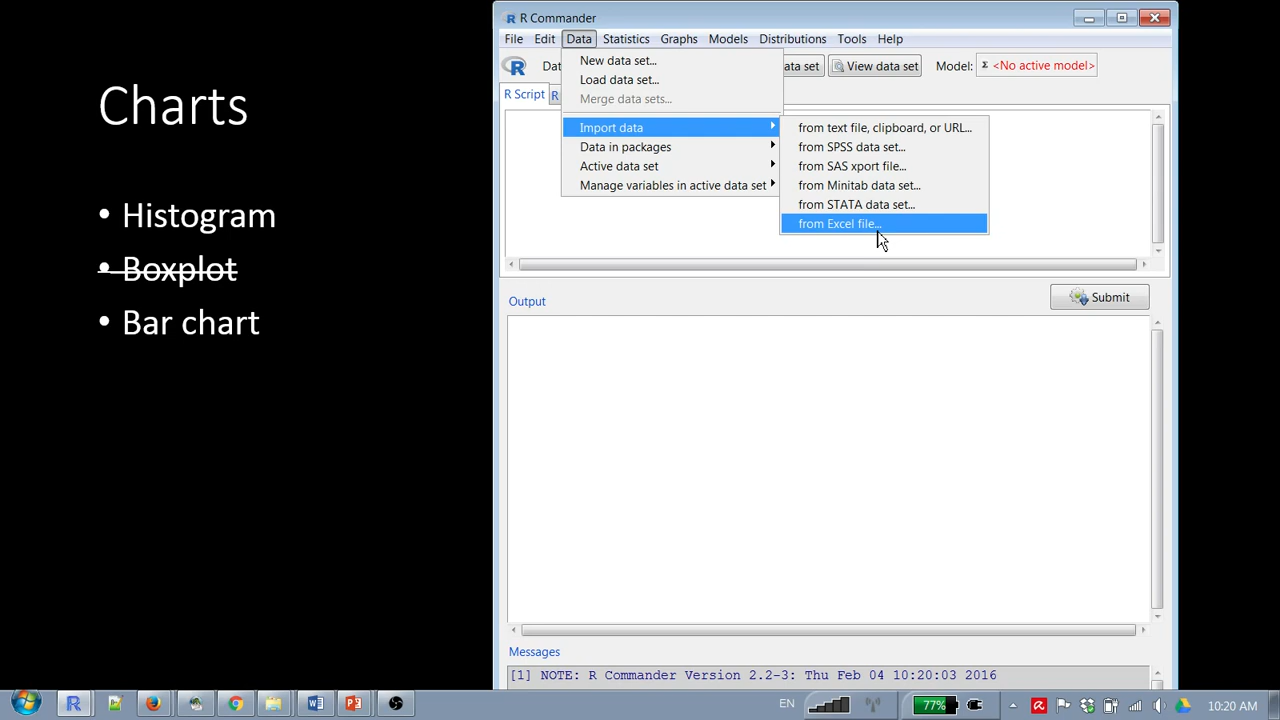 Charts
• Histogram
• Boxplot
• Bar chart
R Commander
File Edit Data Statistics Graphs Models Distributions Tools Help
Dat
ata set View data set Model: Σ <No active model>
R Script R
New data set...
Load data set...
Merge data sets...
Import data
Data in packages
Active data set
Manage variables in active data set
from text file, clipboard, or URL...
from SPSS data set...
from SAS xport file...
from Minitab data set...
from STATA data set...
from Excel file...
Output
Submit
Messages
[1] NOTE: R Commander Version 2.2-3: Thu Feb 04 10:20:03 2016
EN 77% 10:20 AM